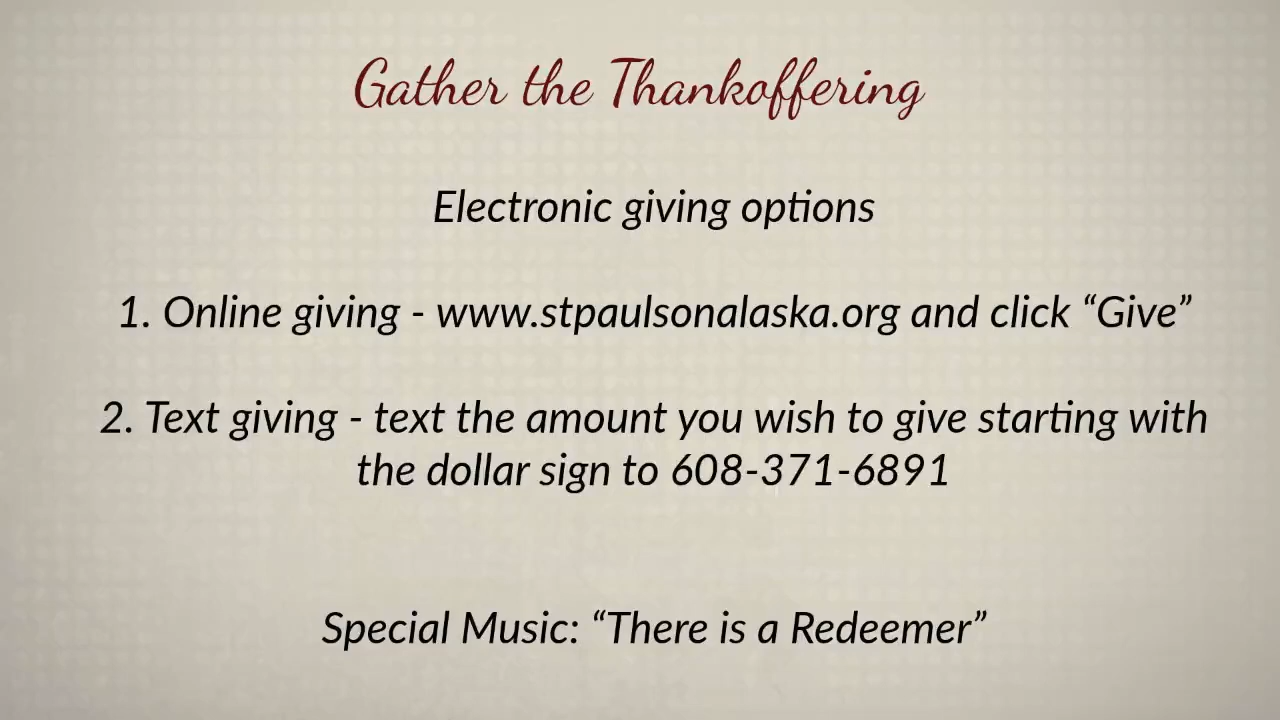 Gather the Thankoffering
Electronic giving options
1. Online giving - www.stpaulsonalaska.org and click “Give”
2. Text giving - text the amount you wish to give starting with
the dollar sign to 608-371-6891
Special Music: “There is a Redeemer”